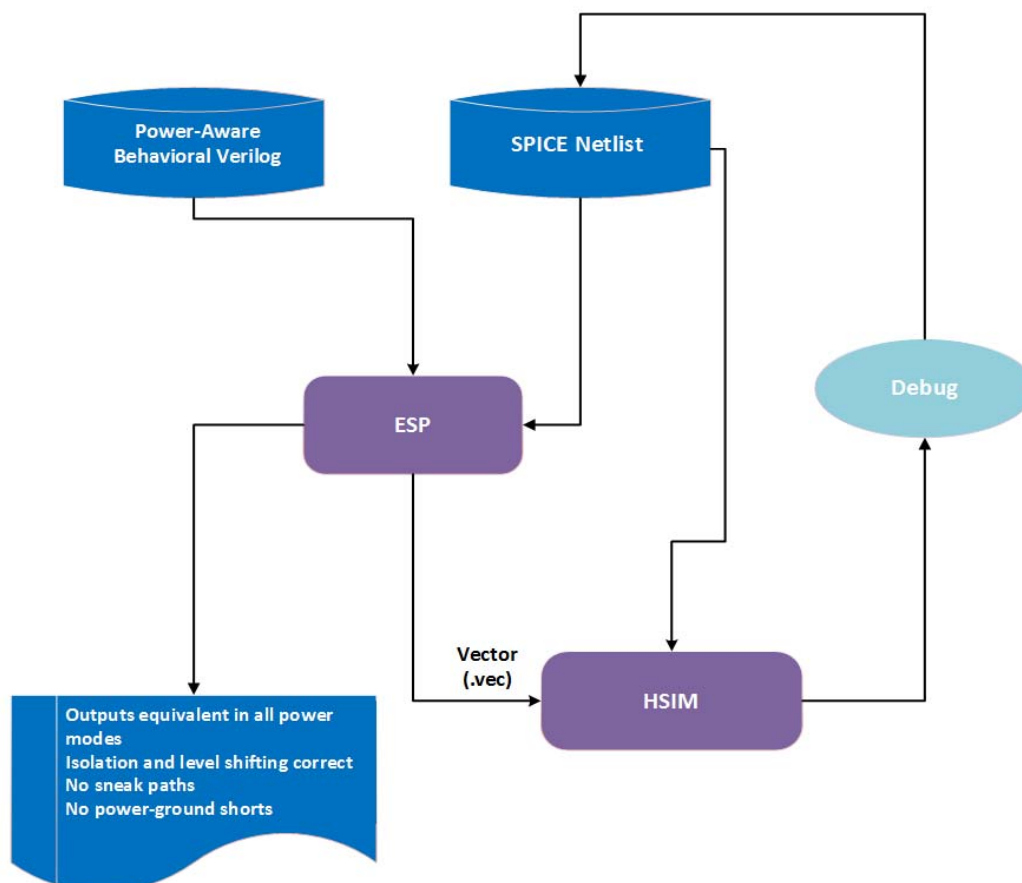 Power-Aware
Behavioral Verilog
SPICE Netlist
ESP
Debug
Vector
(.vec)
HSIM
Outputs equivalent in all power
modes
Isolation and level shifting correct
No sneak paths
No power-ground shorts